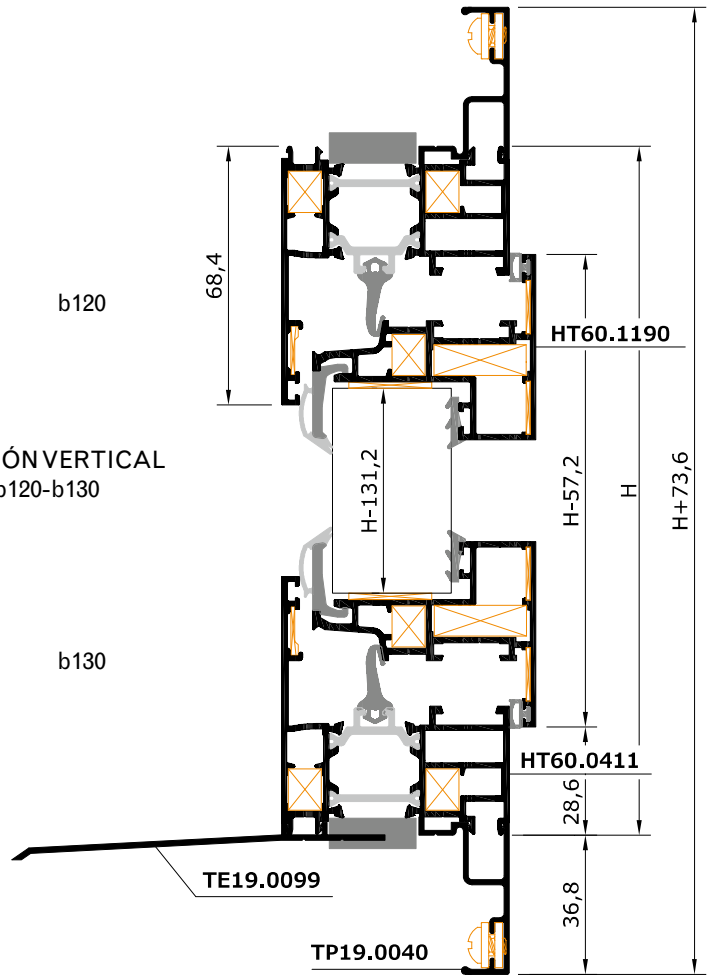 68,4
b120
HT60.1190
ÓN VERTICAL
b120-b130
H-131,2
H-57,2
H
H+73,6
b130
HT60.0411
28,6
TE19.0099
36,8
TP19.0040